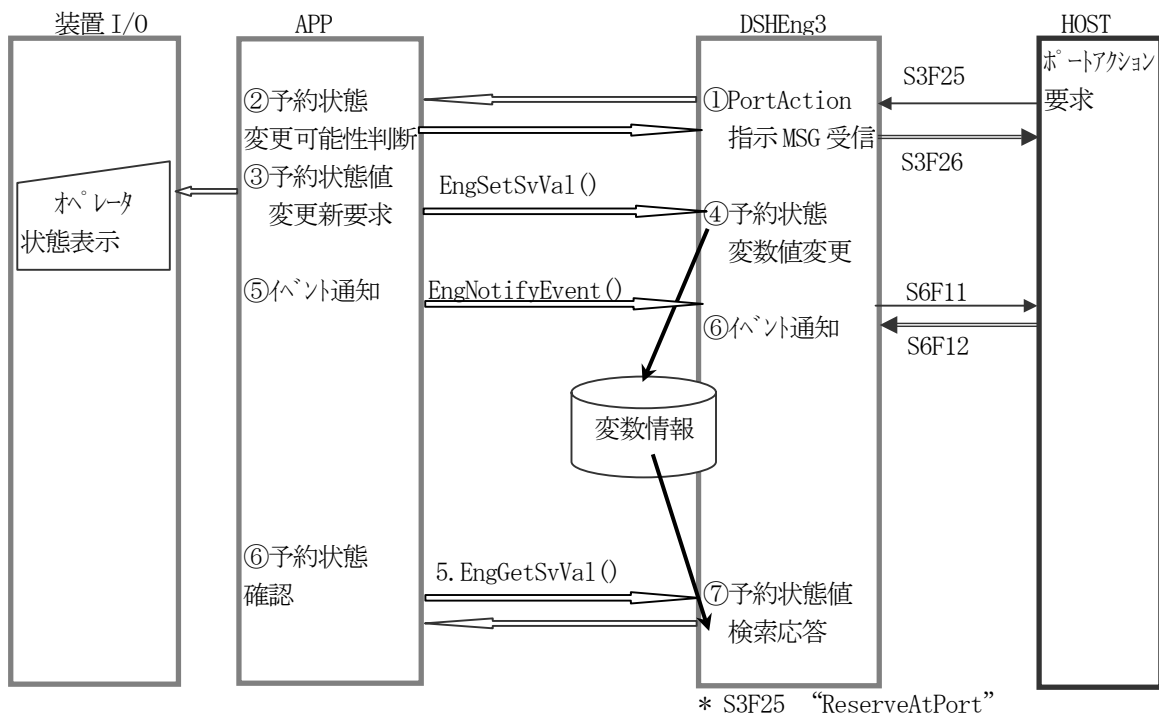 装置 I/O
APP
DSHEng3
HOST
ﾎﾟｰﾄｱｸｼｮﾝ
要求
S3F25
①PortAction
指示 MSG 受信
S3F26
②予約状態
変更可能性判断
③予約状態値
変更新要求
EngSetSvVal()
ｵﾍﾟﾚｰﾀ
状態表示
④予約状態
変数値変更
⑤ｲﾍﾞﾝﾄ通知
EngNotifyEvent()
S6F11
⑥ｲﾍﾞﾝﾄ通知
S6F12
変数情報
⑥予約状態
確認
5.EngGetSvVal()
⑦予約状態値
検索応答
* S3F25 “ReserveAtPort”